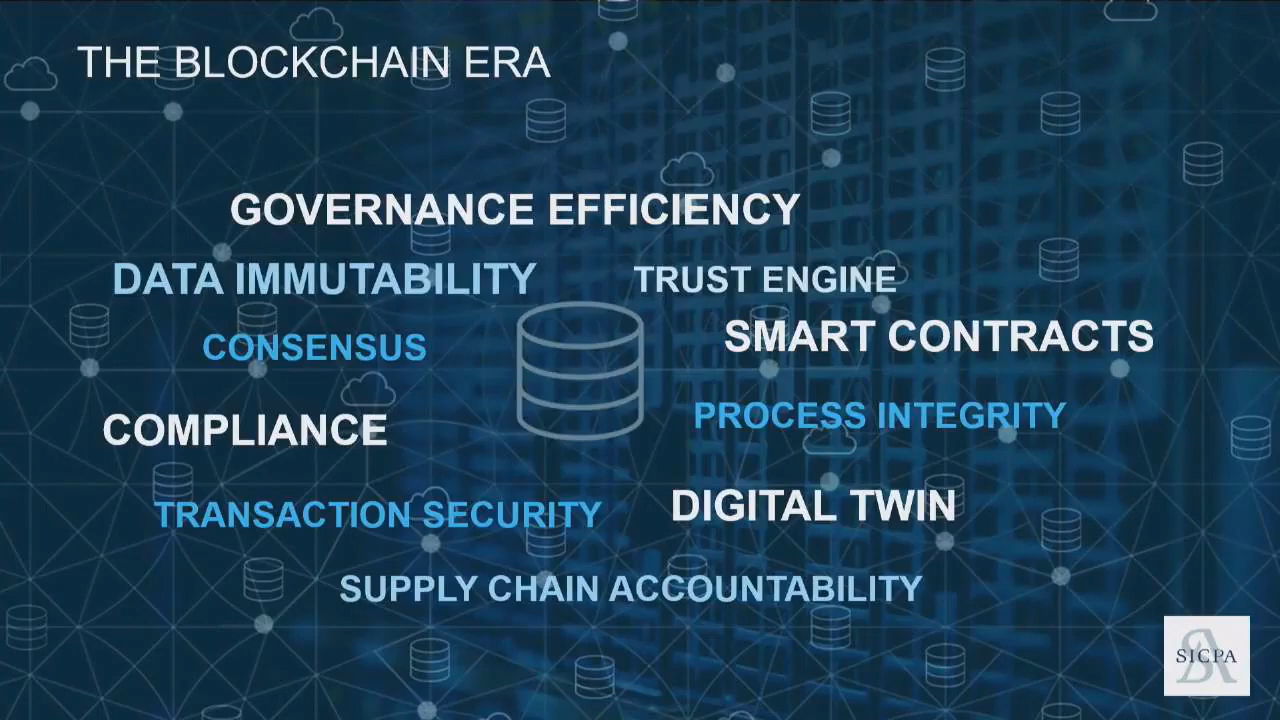 THE BLOCKCHAIN ERA
GOVERNANCE EFFICIENCY
DATA IMMUTABILITY
TRUST ENGINE
CONSENSUS
SMART CONTRACTS
COMPLIANCE
PROCESS INTEGRITY
TRANSACTION SECURITY
DIGITAL TWIN
SUPPLY CHAIN ACCOUNTABILITY
SICPA